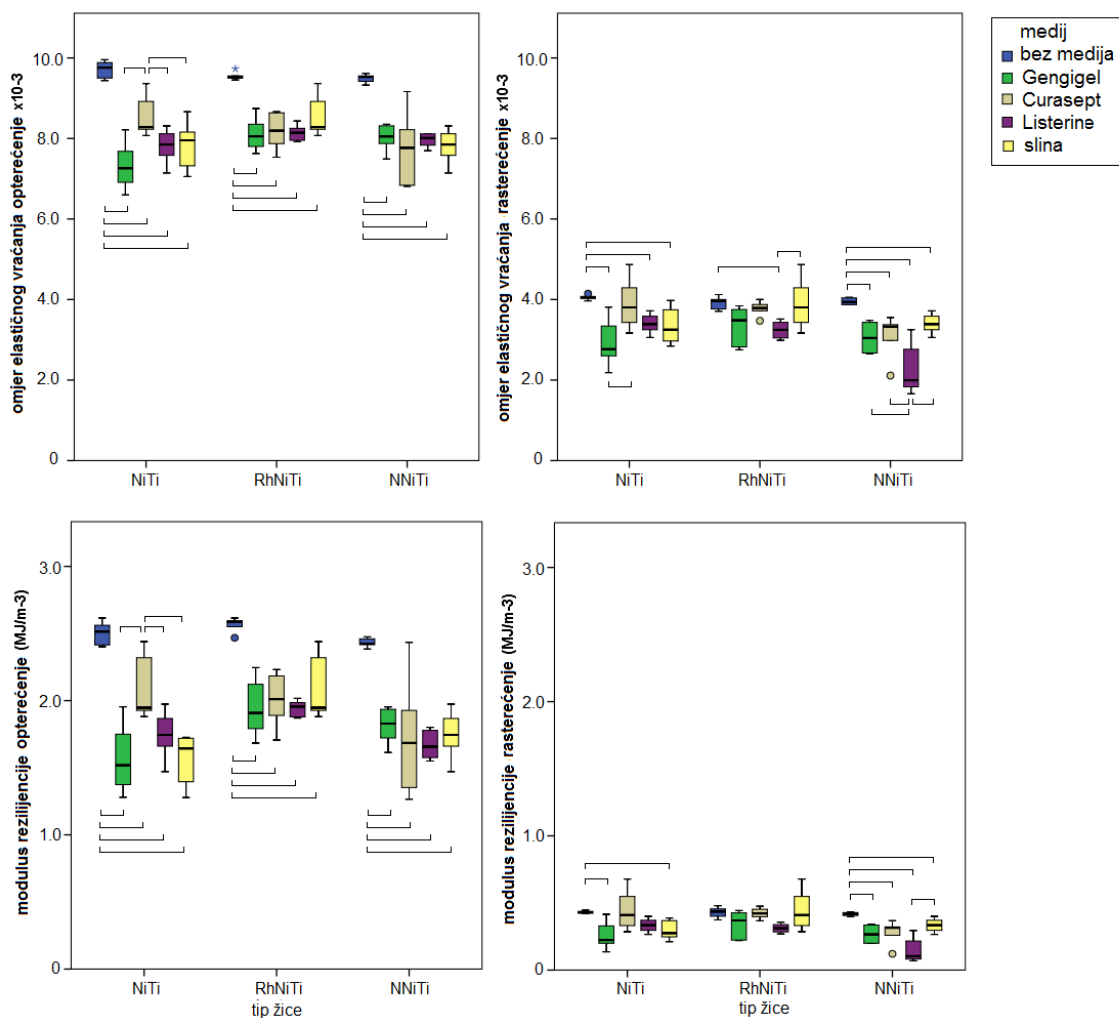 omjer elastičnog vraćanja opterećenje x10-3
10.0
8.0
6.0
4.0
2.0
0
NiTi
RhNiTi
NNiTi
omjer elastičnog vraćanja rasterećenje x10-3
10.0
8.0
6.0
4.0
2.0
0
NiTi
RhNiTi
NNiTi
medij
bez medija
Gengigel
Curasept
Listerine
slina
modulus rezilijencije opterećenje (MJ/m-3)
3.0
2.0
1.0
0
NiTi
RhNiTi
NNiTi
tip žice
modulus rezilijencije rasterećenje (MJ/m-3)
3.0
2.0
1.0
0
NiTi
RhNiTi
NNiTi
tip žice